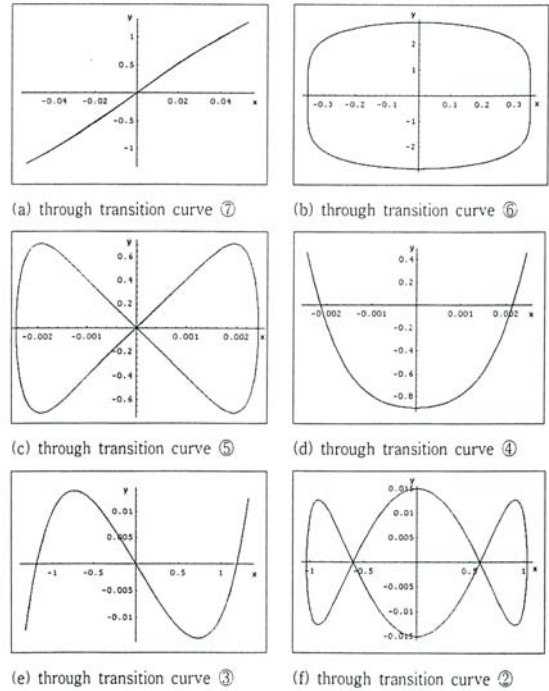 y
1
0.5
-0.04 -0.02 0.02 0.04 x
-0.5
-1
(a) through transition curve ⑦
y
2
1
-0.3 -0.2 -0.1 0.1 0.2 0.3 x
-1
-2
(b) through transition curve ⑥
y
0.6
0.4
0.2
-0.002 -0.001 0.001 0.002 x
-0.2
-0.4
-0.6
(c) through transition curve ⑤
y
0.4
0.2
-0.002 0.001 0.002 x
-0.2
-0.4
-0.6
-0.8
(d) through transition curve ④
y
0.01
0.005
-1 0.5 1 x
-0.005
-0.01
(e) through transition curve ③
y
0.015
0.010
0.005
-1 -0.5 0.5 1 x
-0.005
-0.010
-0.015
(f) through transition curve ②